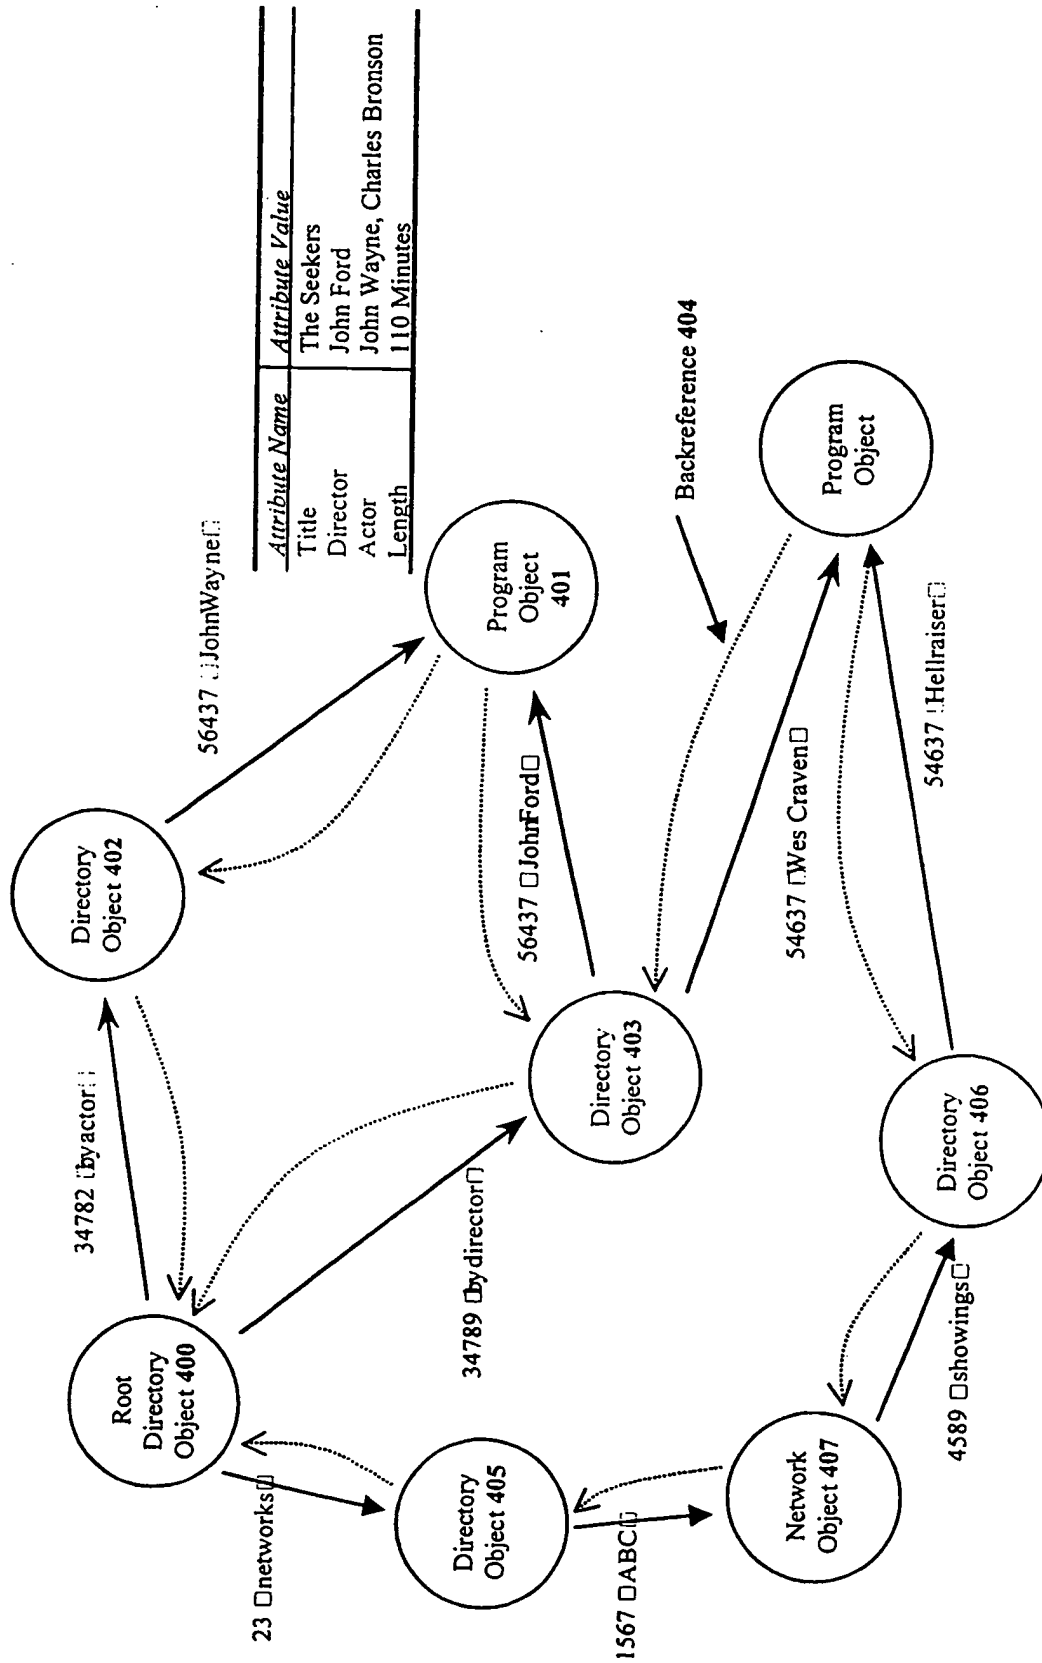 Attribute Name Attribute Value
Title The Seekers
Director John Ford
Actor John Wayne, Charles Bronson
Length 110 Minutes
56437 □JohnWayne□
Directory
Object 402
Program
Object
401
34782 □byactor□
56437 □JohnFord□
Backreference 404
Root
Directory
Object 400
34789 □bydirector□
Directory
Object 403
54637 □Wes Craven□
Program
Object
54637 □Hellraiser□
23 □networks□
Directory
Object 405
1567 □ABC□
Network
Object 407
4589 □showings□
Directory
Object 406